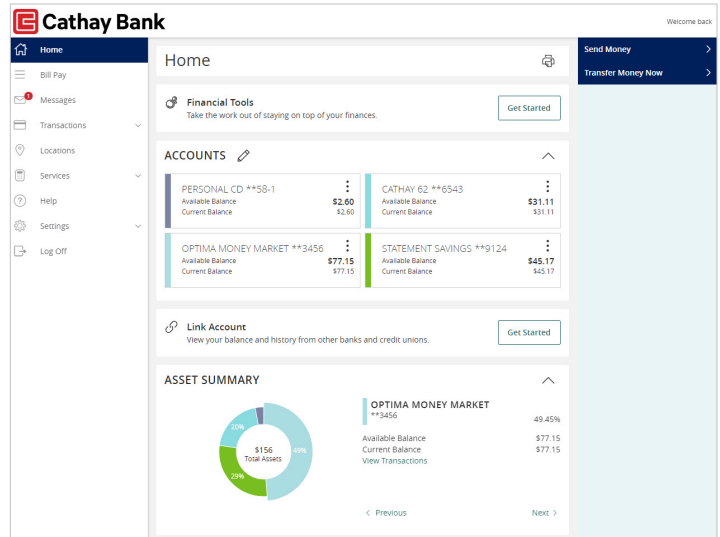 Cathay Bank
Welcome back
Home
Bill Pay
1
Messages
Transactions
Locations
Services
Help
Settings
Log Off
Home
Financial Tools
Take the work out of staying on top of your finances.
Get Started
ACCOUNTS
PERSONAL CD **58-1
Available Balance $2.60
Current Balance $2.60
CATHAY 62 **6543
Available Balance $31.11
Current Balance $31.11
OPTIMA MONEY MARKET **3456
Available Balance $77.15
Current Balance $77.15
STATEMENT SAVINGS **9124
Available Balance $45.17
Current Balance $45.17
Link Account
View your balance and history from other banks and credit unions.
Get Started
ASSET SUMMARY
20%
49%
29%
$156
Total Assets
OPTIMA MONEY MARKET
**3456 49.45%
Available Balance $77.15
Current Balance $77.15
View Transactions
< Previous Next >
Send Money >
Transfer Money Now >